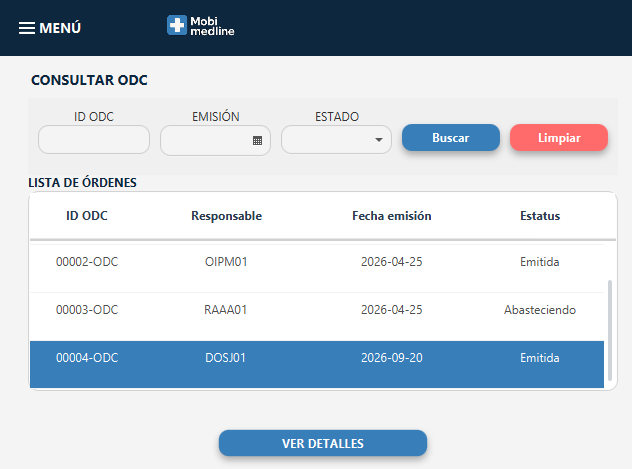 MENÚ
Mobi
medline
CONSULTAR ODC
ID ODC EMISIÓN ESTADO
Buscar Limpiar
LISTA DE ÓRDENES
ID ODC Responsable Fecha emisión Estatus
00002-ODC OIPM01 2026-04-25 Emitida
00003-ODC RAAA01 2026-04-25 Abasteciendo
00004-ODC DOSJ01 2026-09-20 Emitida
VER DETALLES